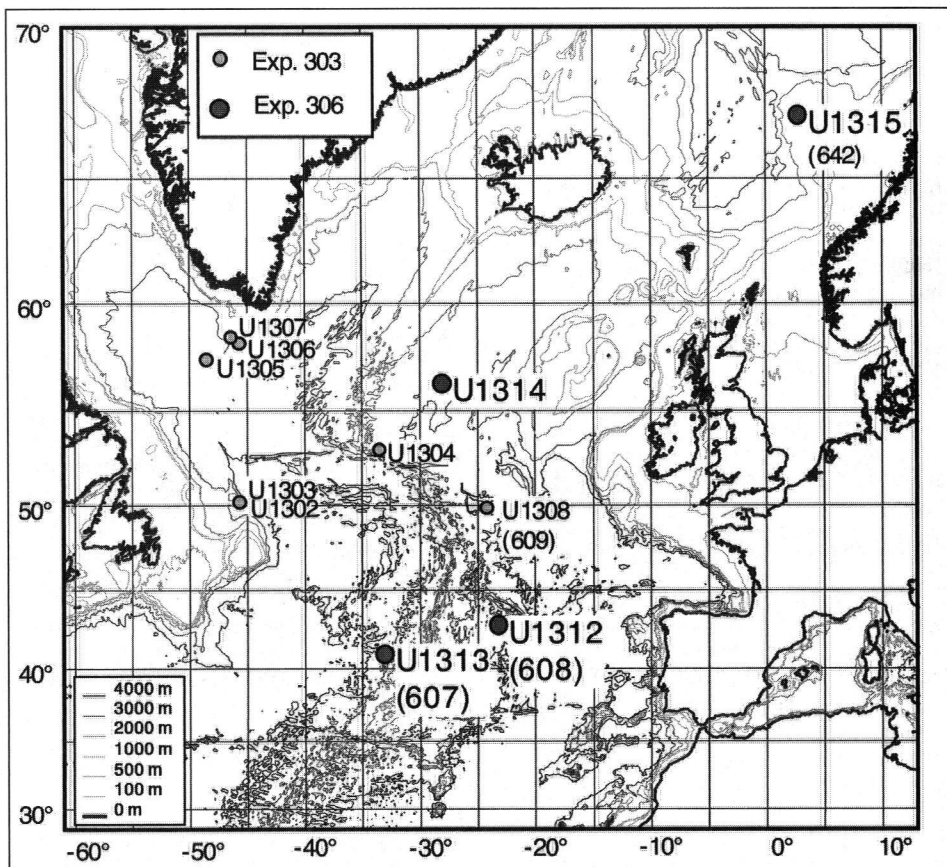 70°
Exp. 303
Exp. 306
U1315
(642)
60°
U1307
U1306
U1305
U1314
U1304
50°
U1303
U1302
U1308
(609)
U1312
(608)
U1313
(607)
40°
4000 m
3000 m
2000 m
1000 m
500 m
100 m
0 m
30°
-60° -50° -40° -30° -20° -10° 0° 10°